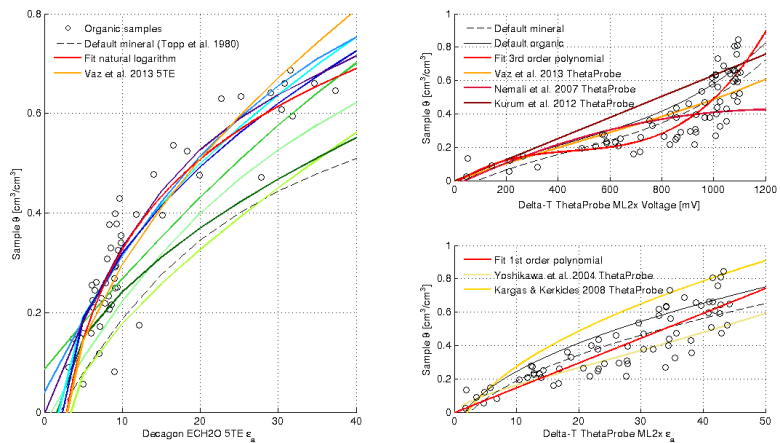 0.8
0.6
0.4
0.2
0
0
10
20
30
40
Sample θ [cm³/cm³]
Decagon ECH2O 5TE εa
Organic samples
Default mineral (Topp et al. 1980)
Fit natural logarithm
Vaz et al. 2013 5TE
1
0.8
0.6
0.4
0.2
0
0
200
400
600
800
1000
1200
Sample θ [cm³/cm³]
Delta-T ThetaProbe ML2x Voltage [mV]
Default mineral
Default organic
Fit 3rd order polynomial
Vaz et al. 2013 ThetaProbe
Nemali et al. 2007 ThetaProbe
Kurum et al. 2012 ThetaProbe
1
0.8
0.6
0.4
0.2
0
0
10
20
30
40
50
Sample θ [cm³/cm³]
Delta-T ThetaProbe ML2x εa
Fit 1st order polynomial
Yoshikawa et al. 2004 ThetaProbe
Kargas & Kerkides 2008 ThetaProbe